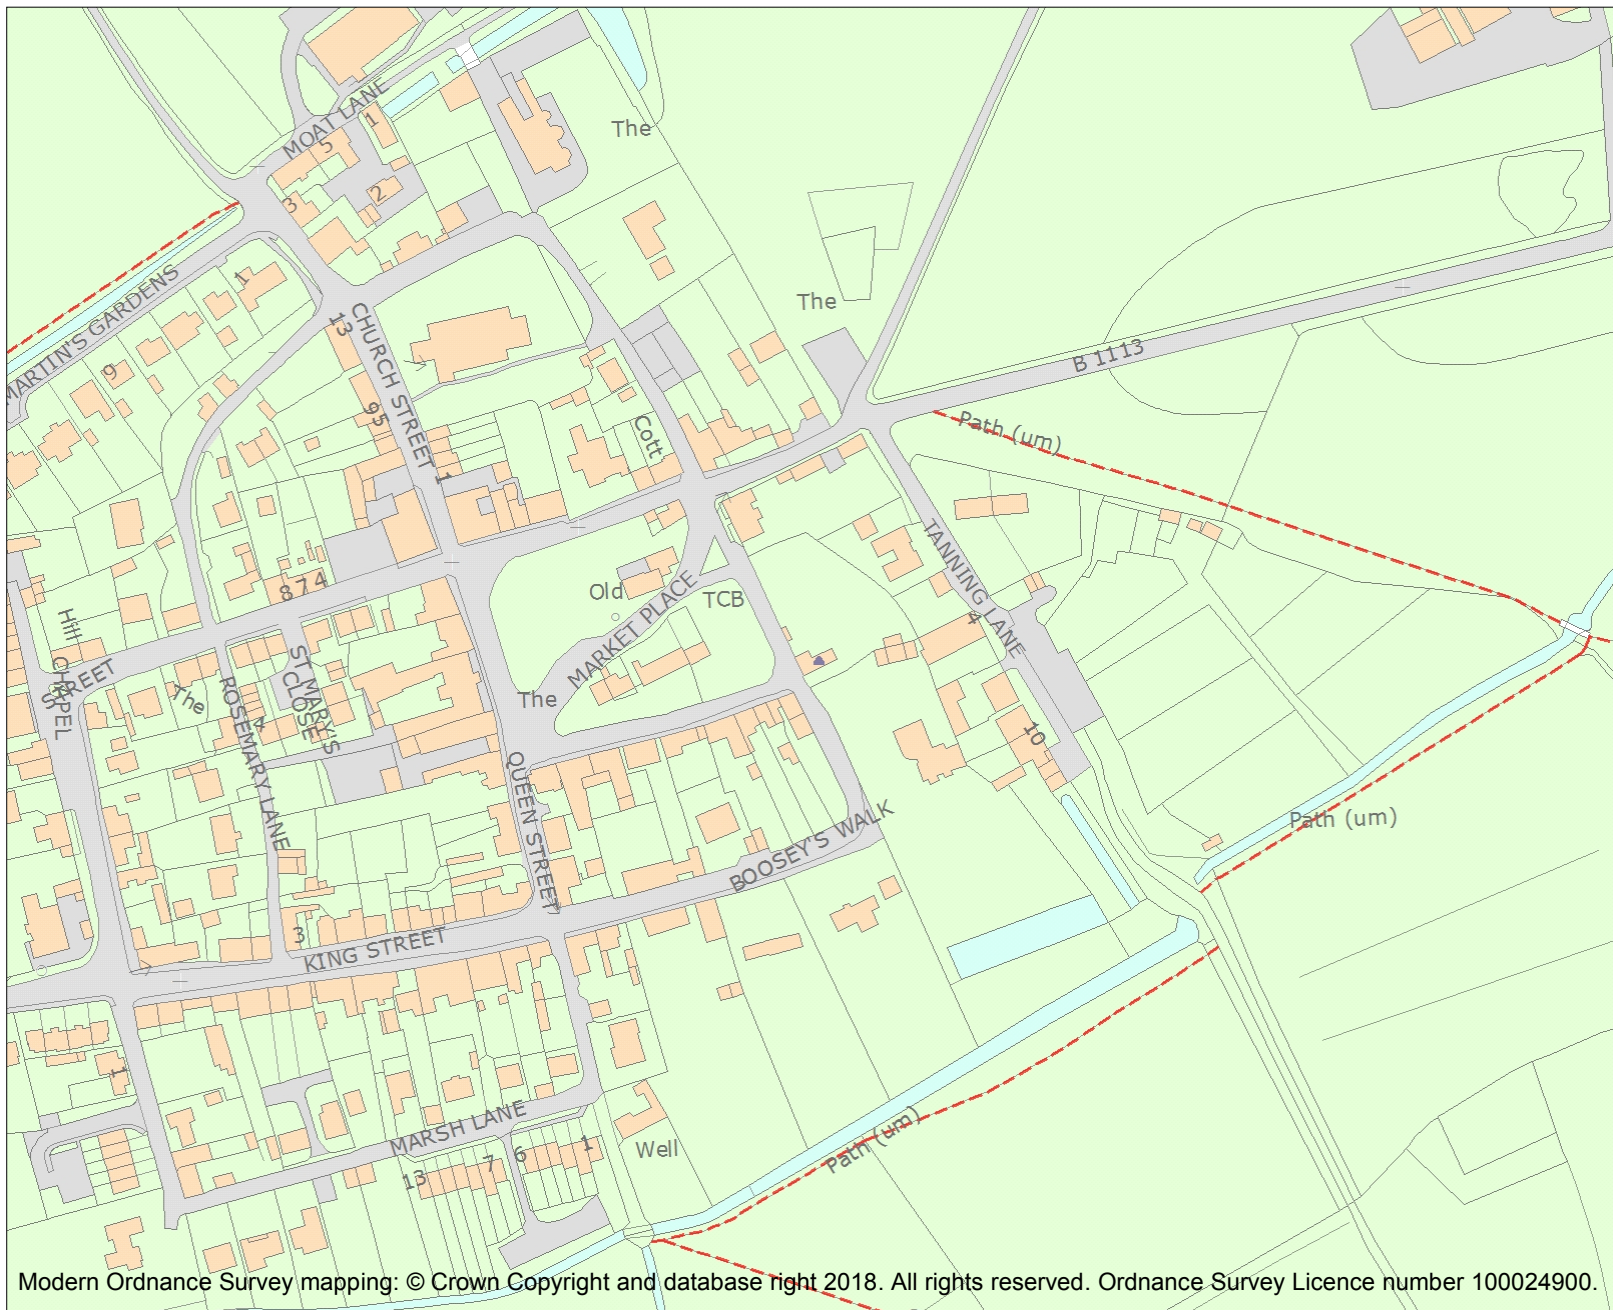 MOAT LANE
1
5
The
2
3
1
MARTIN'S GARDENS
The
13
CHURCH STREET
B 1113
9
95
Path (um)
Cott
1
TANNING LANE
874
Old
MARKET PLACE
TCB
Hill
4
CHAPEL
STREET
ST MARY'S
CLOSE
The
ROSEMARY LANE
4
The
10
QUEEN STREET
BOOSEY'S WALK
Path (um)
3
KING STREET
1
MARSH LANE
Path (um)
13
7
6
1
Well
Modern Ordnance Survey mapping: © Crown Copyright and database right 2018. All rights reserved. Ordnance Survey Licence number 100024900.